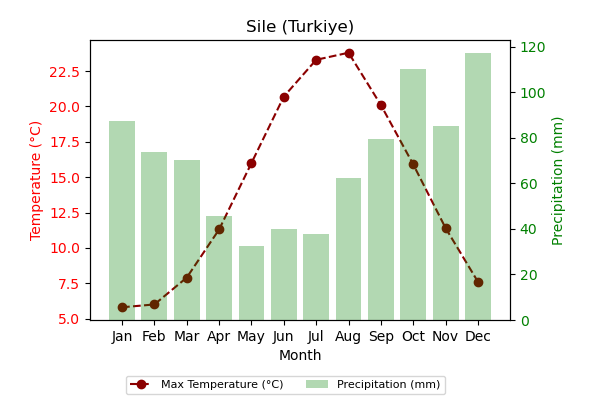 Sile (Turkiye)
22.5
20.0
17.5
15.0
12.5
10.0
7.5
5.0
Temperature (°C)
120
100
80
60
40
20
0
Precipitation (mm)
Jan Feb Mar Apr May Jun Jul Aug Sep Oct Nov Dec
Month
Max Temperature (°C) Precipitation (mm)